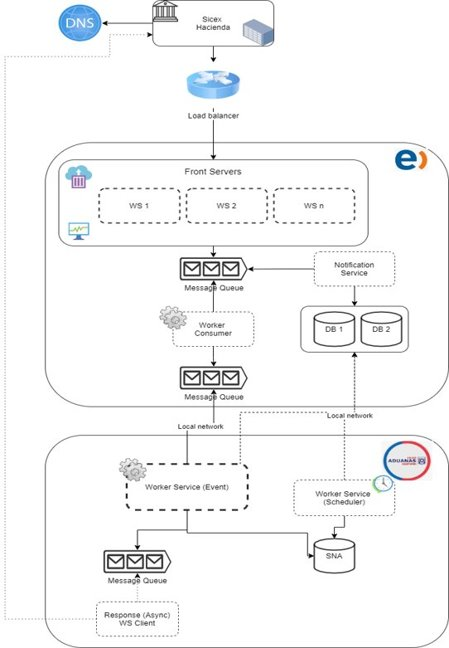 DNS
Sicex
Hacienda
Load balancer
Front Servers
WS 1
WS 2
WS n
Message Queue
Notification
Service
Worker
Consumer
DB 1
DB 2
Message Queue
Local network
Local network
ADUANAS
Worker Service (Event)
Worker Service
(Scheduler)
Message Queue
SNA
Response (Async)
WS Client